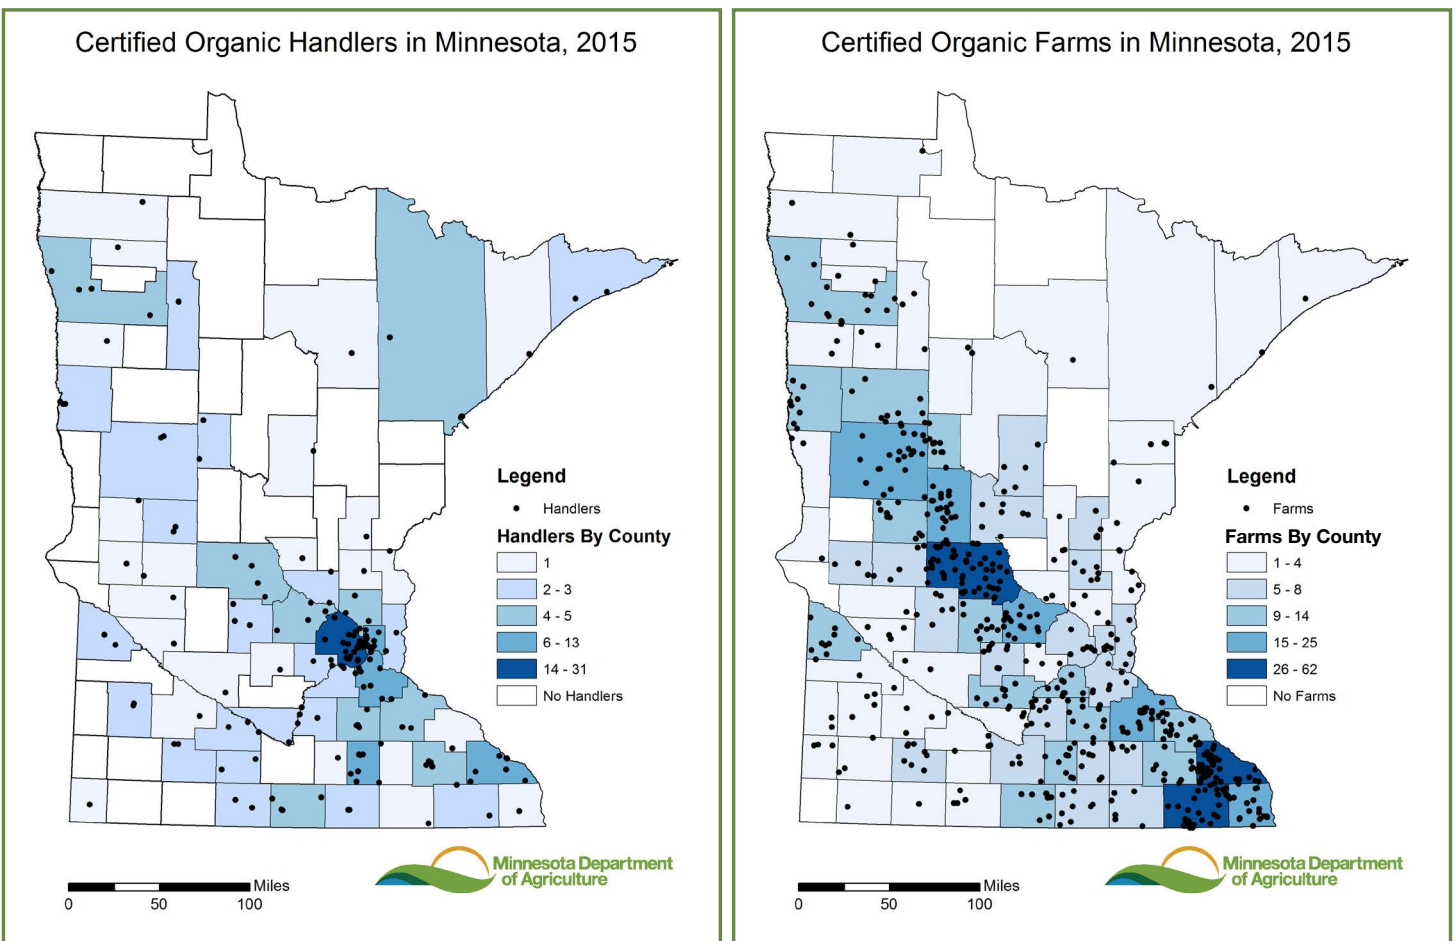 Certified Organic Handlers in Minnesota, 2015
Legend
Handlers
Handlers By County
1
2 - 3
4 - 5
6 - 13
14 - 31
No Handlers
Minnesota Department
of Agriculture
Miles
0 50 100
Certified Organic Farms in Minnesota, 2015
Legend
Farms
Farms By County
1 - 4
5 - 8
9 - 14
15 - 25
26 - 62
No Farms
Minnesota Department
of Agriculture
Miles
0 50 100